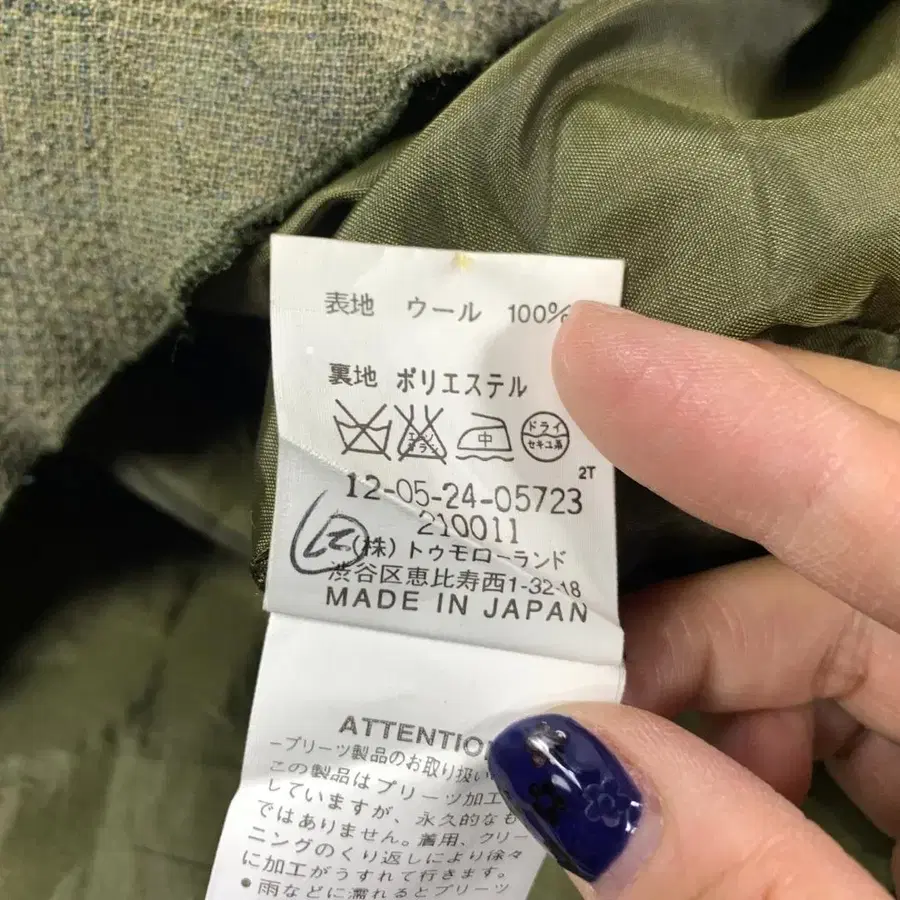 表地 ウール 100%
裏地 ポリエステル
エンソ
サラシ
中
ドライ
セキユ系
2T
12-05-24-05723
210011
(株)トゥモローランド
渋谷区恵比寿西1-32-18
MADE IN JAPAN
ATTENTIO
−プリーツ製品のお取り扱い
この製品はプリーツ加工
していますが、永久的なも
ではありません。着用、クリー
ニングのくり返しにより徐々
に加工がうすれて行きます。
●雨などに濡れるとプリーツ